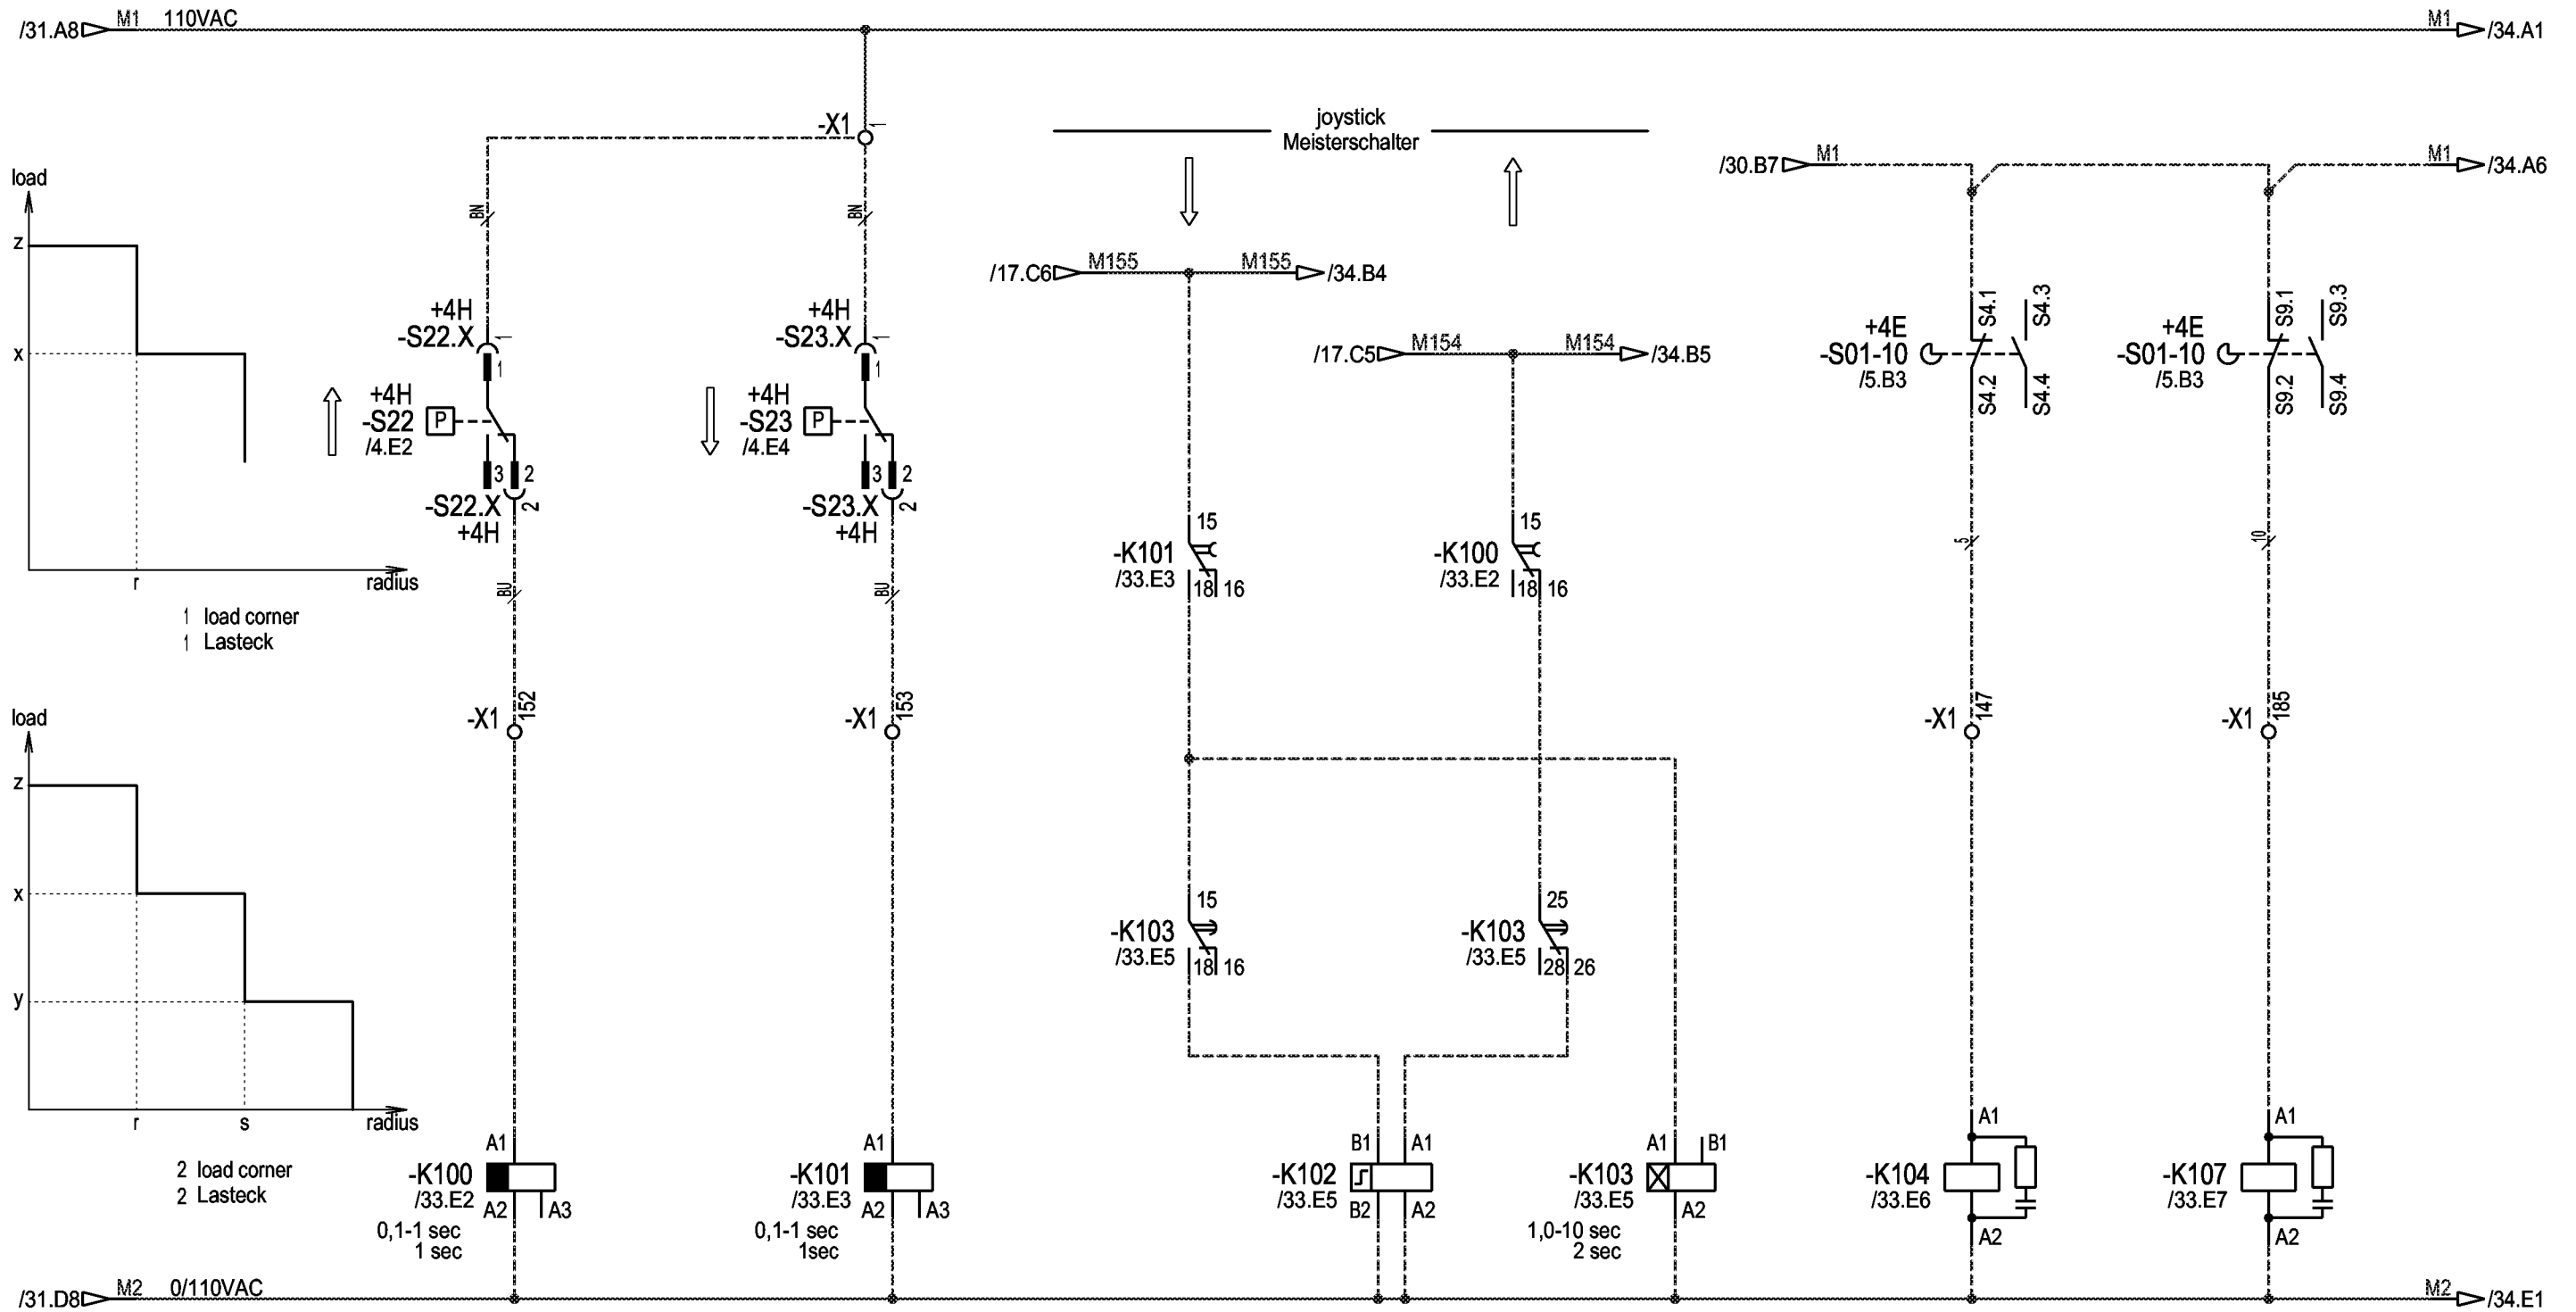 /31.A8 M1 110VAC M1 /34.A1
-X1 1
joystick
Meisterschalter
/30.B7 M1 M1 /34.A6
load
z
x
r
radius
1 load corner
1 Lasteck
BN
BN
+4H
-S22.X 1
1
+4H
-S22
/4.E2
P
3 2
-S22.X 2
+4H
BU
-X1 152
+4H
-S23.X 1
1
+4H
-S23
/4.E4
P
3 2
-S23.X 2
+4H
BU
-X1 153
/17.C6 M155 M155 /34.B4
/17.C5 M154 M154 /34.B5
15
-K101
/33.E3
18 16
15
-K100
/33.E2
18 16
+4E
-S01-10
/5.B3
S4.1 S4.3
S4.2 S4.4
5
-X1 147
+4E
-S01-10
/5.B3
S9.1 S9.3
S9.2 S9.4
10
-X1 185
load
z
x
y
r s
radius
2 load corner
2 Lasteck
15
-K103
/33.E5
18 16
25
-K103
/33.E5
28 26
A1
-K100
/33.E2
A2 A3
0,1-1 sec
1 sec
A1
-K101
/33.E3
A2 A3
0,1-1 sec
1sec
B1 A1
-K102
/33.E5
B2 A2
A1 B1
-K103
/33.E5
A2
1,0-10 sec
2 sec
A1
-K104
/33.E6
A2
A1
-K107
/33.E7
A2
/31.D8 M2 0/110VAC M2 /34.E1